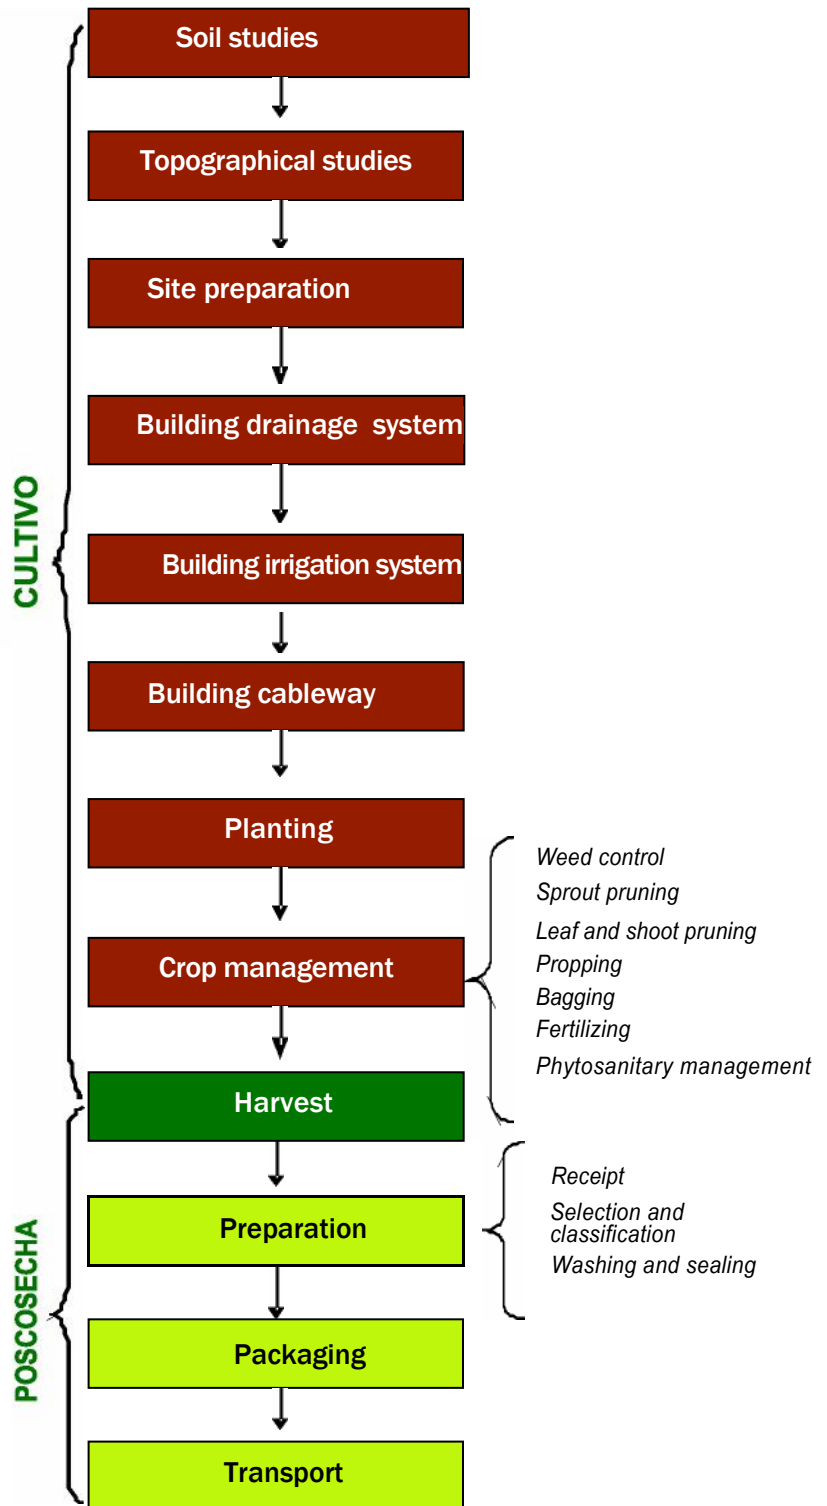 Soil studies
Topographical studies
Site preparation
Building drainage system
CULTIVO
Building irrigation system
Building cableway
Planting
Crop management
Weed control
Sprout pruning
Leaf and shoot pruning
Propping
Bagging
Fertilizing
Phytosanitary management
Harvest
POSCOSECHA
Preparation
Receipt
Selection and
classification
Washing and sealing
Packaging
Transport